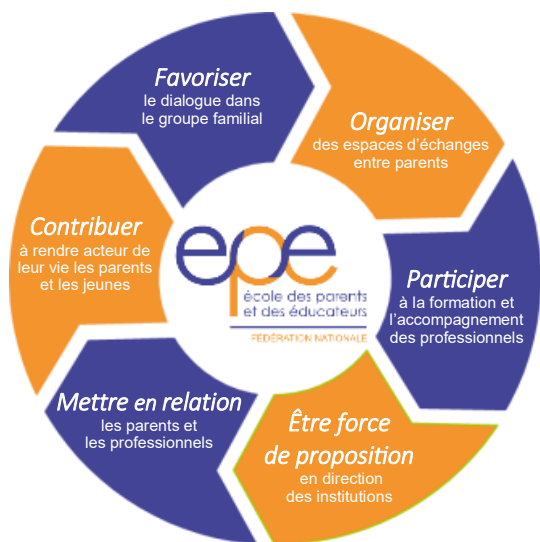 Favoriser
le dialogue dans
le groupe familial
Organiser
des espaces d'échanges
entre parents
Participer
à la formation et
l'accompagnement
des professionnels
Être force
de proposition
en direction
des institutions
Mettre en relation
les parents et
les professionnels
Contribuer
à rendre acteur de
leur vie les parents
et les jeunes
epe
école des parents
et des éducateurs
FÉDÉRATION NATIONALE